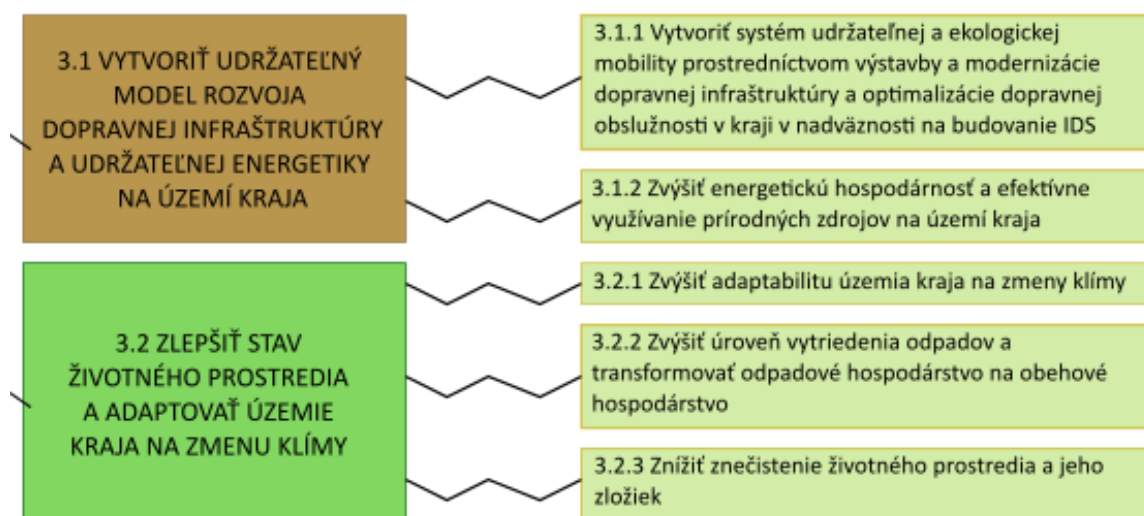 3.1 VYTVORIŤ UDRŽATEĽNÝ
MODEL ROZVOJA
DOPRAVNEJ INFRAŠTRUKTÚRY
A UDRŽATEĽNEJ ENERGETIKY
NA ÚZEMÍ KRAJA
3.1.1 Vytvoriť systém udržateľnej a ekologickej
mobility prostredníctvom výstavby a modernizácie
dopravnej infraštruktúry a optimalizácie dopravnej
obslužnosti v kraji v nadväznosti na budovanie IDS
3.1.2 Zvýšiť energetickú hospodárnosť a efektívne
využívanie prírodných zdrojov na území kraja
3.2 ZLEPŠIŤ STAV
ŽIVOTNÉHO PROSTREDIA
A ADAPTOVAŤ ÚZEMIE
KRAJA NA ZMENU KLÍMY
3.2.1 Zvýšiť adaptabilitu územia kraja na zmeny klímy
3.2.2 Zvýšiť úroveň vytriedenia odpadov a
transformovať odpadové hospodárstvo na obehové
hospodárstvo
3.2.3 Znížiť znečistenie životného prostredia a jeho
zložiek